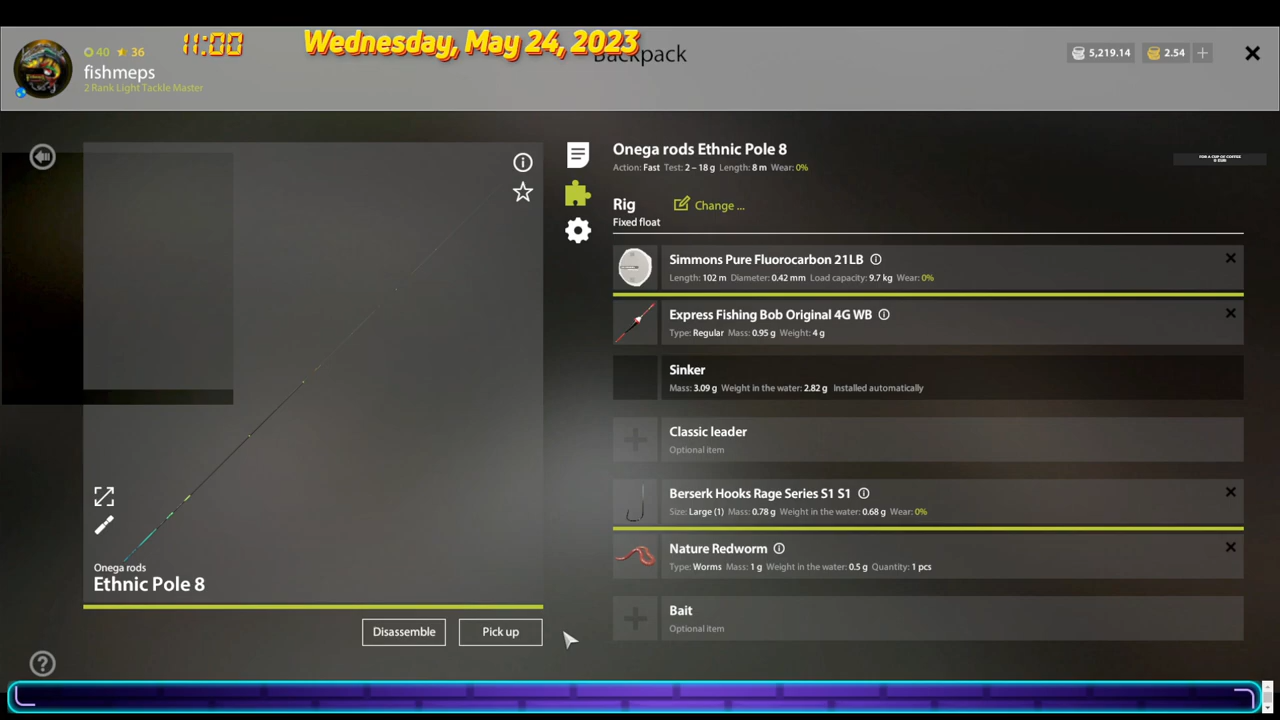 40 36
11:00
Wednesday, May 24, 2023
Backpack
5,219.14
2.54
fishmeps
2 Rank Light Tackle Master
Onega rods Ethnic Pole 8
Action: Fast Test: 2 – 18 g Length: 8 m Wear: 0%
FOR A CUP OF COFFEE
0 EUR
Rig
Change ...
Fixed float
Simmons Pure Fluorocarbon 21LB
Length: 102 m Diameter: 0.42 mm Load capacity: 9.7 kg Wear: 0%
Express Fishing Bob Original 4G WB
Type: Regular Mass: 0.95 g Weight: 4 g
Sinker
Mass: 3.09 g Weight in the water: 2.82 g Installed automatically
Classic leader
Optional item
Berserk Hooks Rage Series S1 S1
Size: Large (1) Mass: 0.78 g Weight in the water: 0.68 g Wear: 0%
Nature Redworm
Type: Worms Mass: 1 g Weight in the water: 0.5 g Quantity: 1 pcs
Bait
Optional item
Onega rods
Ethnic Pole 8
Disassemble
Pick up